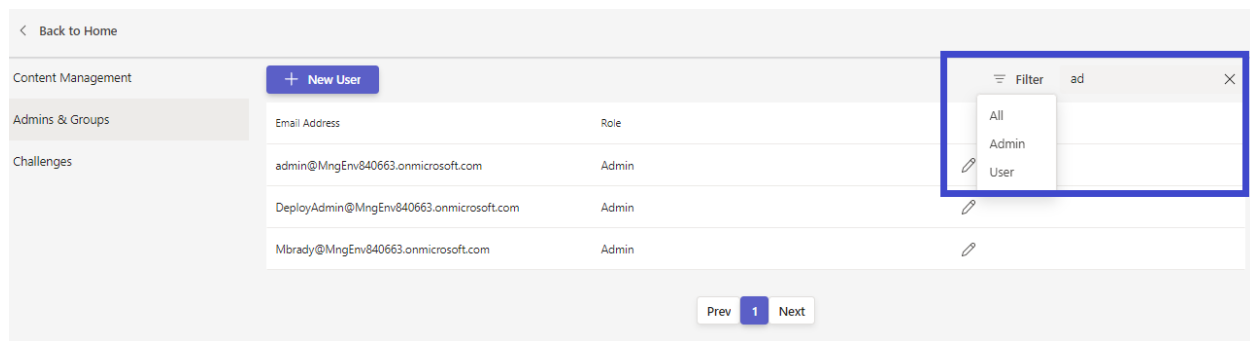 Back to Home
Content Management
Admins & Groups
Challenges
New User
Filter
ad
All
Admin
User
Email Address Role
admin@MngEnv840663.onmicrosoft.com Admin
DeployAdmin@MngEnv840663.onmicrosoft.com Admin
Mbrady@MngEnv840663.onmicrosoft.com Admin
Prev 1 Next